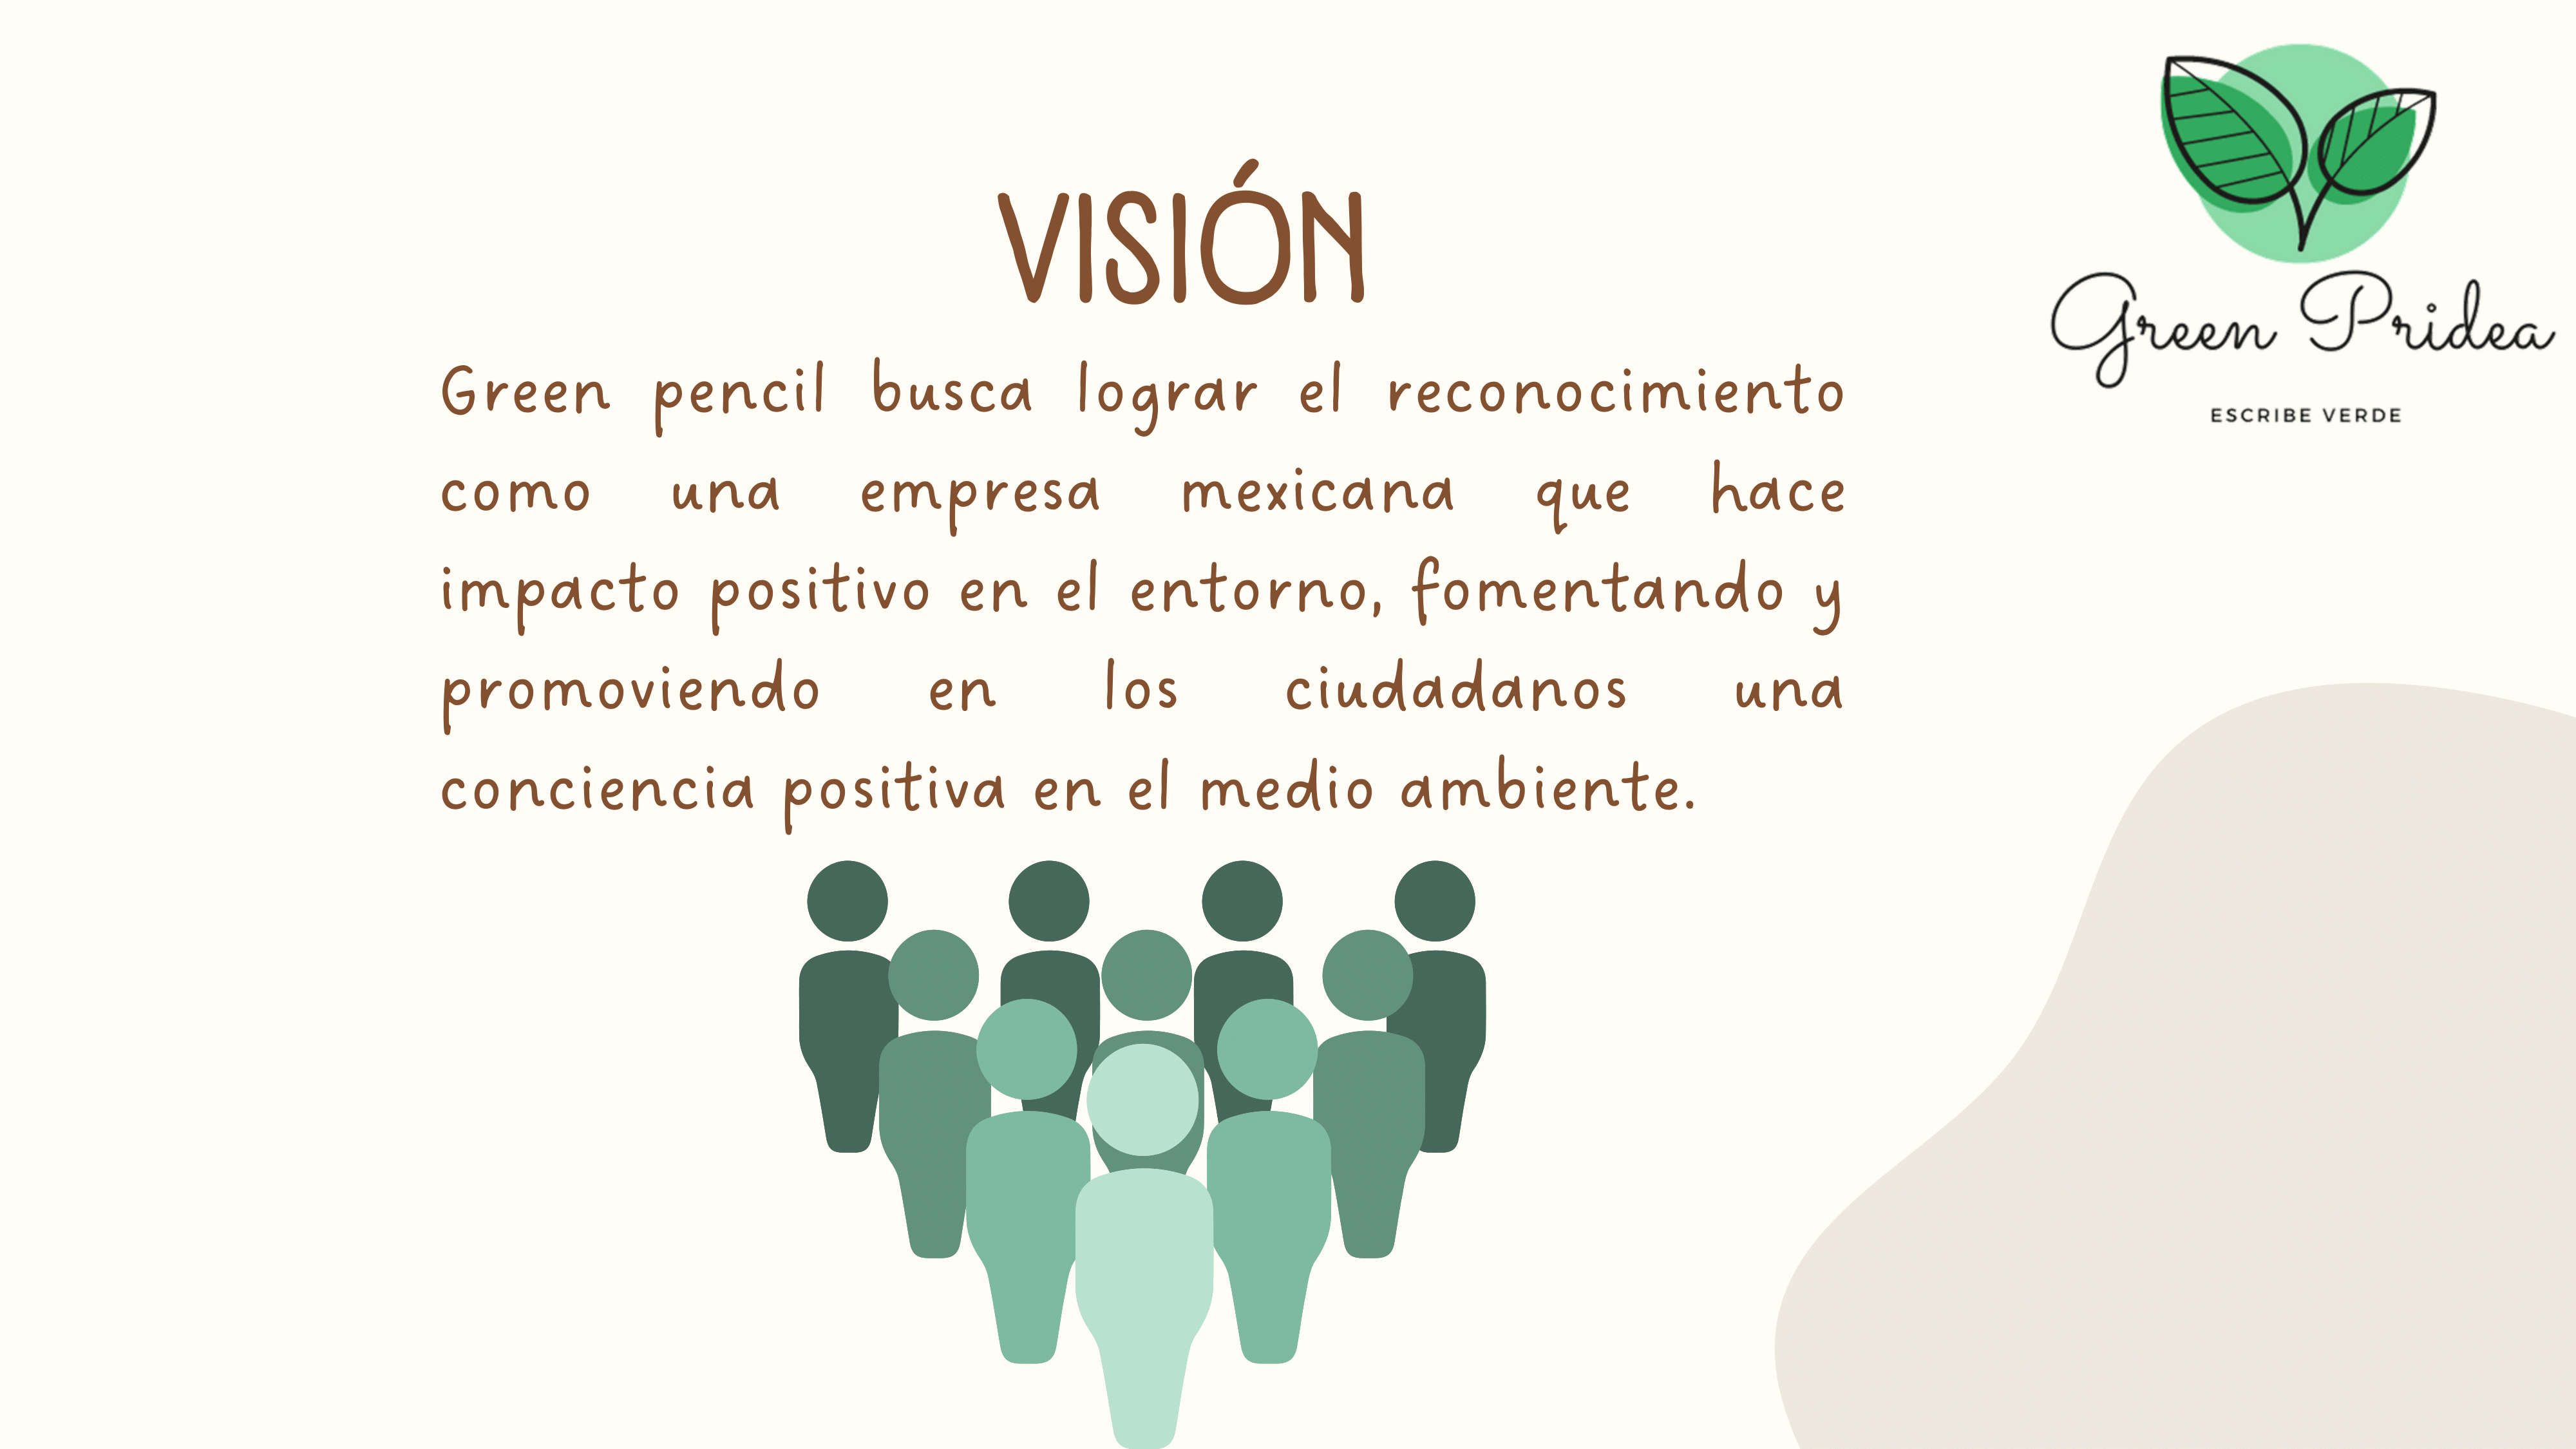 VISIÓN
Green pencil busca lograr el reconocimiento
como una empresa mexicana que hace
impacto positivo en el entorno, fomentando y
promoviendo en los ciudadanos una
conciencia positiva en el medio ambiente.
Green Pridea
ESCRIBE VERDE